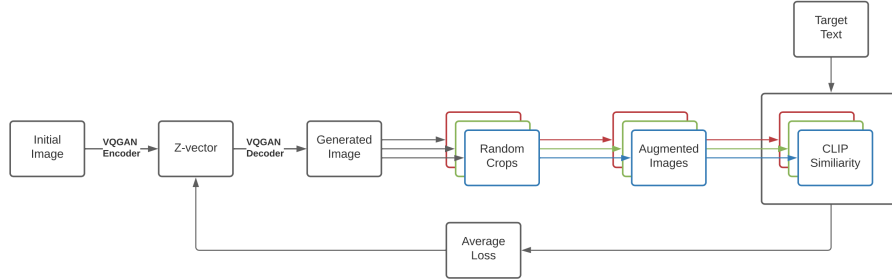 Target
Text
Initial
Image
VQGAN
Encoder
Z-vector
VQGAN
Decoder
Generated
Image
Random
Crops
Augmented
Images
CLIP
Similiarity
Average
Loss